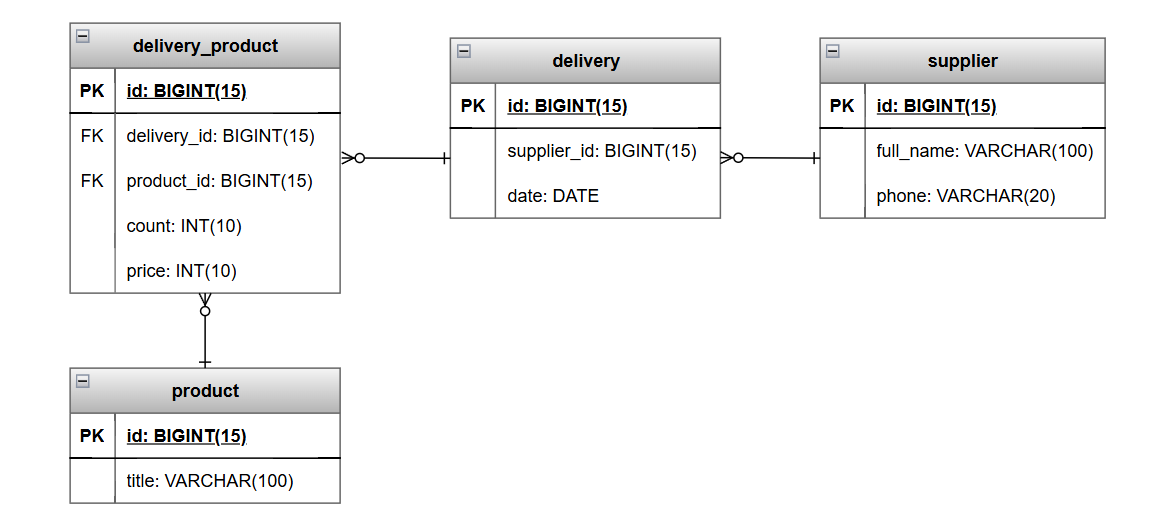 delivery_product
PK id: BIGINT(15)
FK delivery_id: BIGINT(15)
FK product_id: BIGINT(15)
count: INT(10)
price: INT(10)
delivery
PK id: BIGINT(15)
supplier_id: BIGINT(15)
date: DATE
supplier
PK id: BIGINT(15)
full_name: VARCHAR(100)
phone: VARCHAR(20)
product
PK id: BIGINT(15)
title: VARCHAR(100)